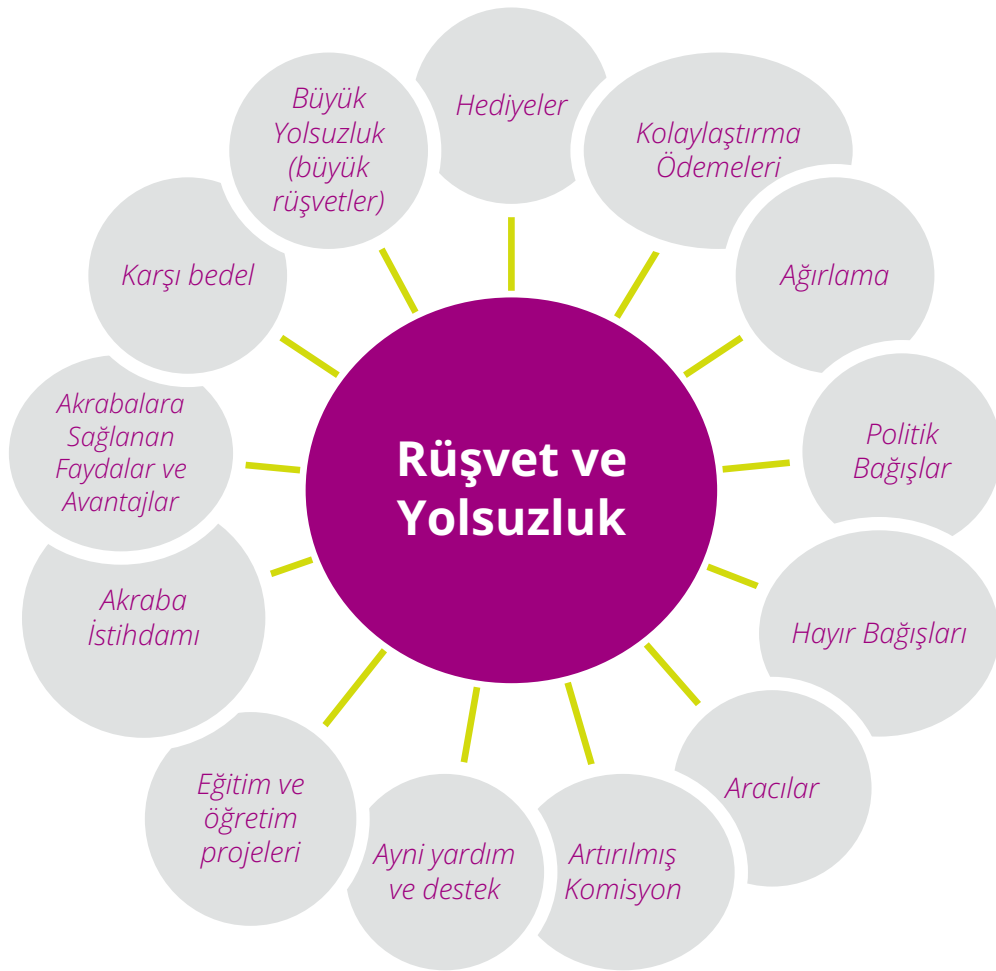 Hediyeler
Kolaylaştırma
Ödemeleri
Ağırlama
Politik
Bağışlar
Hayır Bağışları
Aracılar
Artırılmış
Komisyon
Ayni yardım
ve destek
Eğitim ve
öğretim
projeleri
Akraba
İstihdamı
Akrabalara
Sağlanan
Faydalar ve
Avantajlar
Karşı bedel
Büyük
Yolsuzluk
(büyük
rüşvetler)
Rüşvet ve
Yolsuzluk